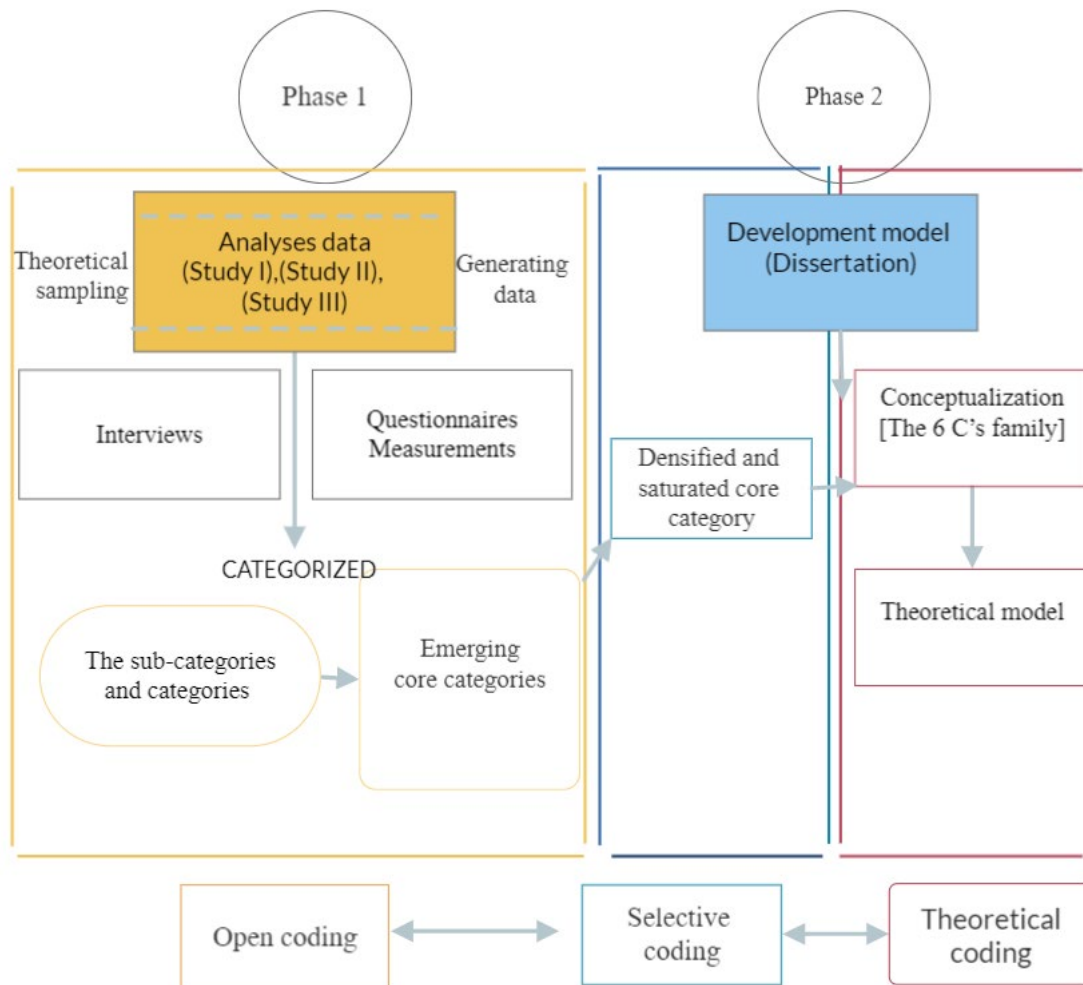 Phase 1
Phase 2
Theoretical
sampling
Analyses data
(Study I),(Study II),
(Study III)
Generating
data
Development model
(Dissertation)
Interviews
Questionnaires
Measurements
Conceptualization
[The 6 C’s family]
Densified and
saturated core
category
CATEGORIZED
The sub-categories
and categories
Emerging
core categories
Theoretical model
Open coding
Selective
coding
Theoretical
coding